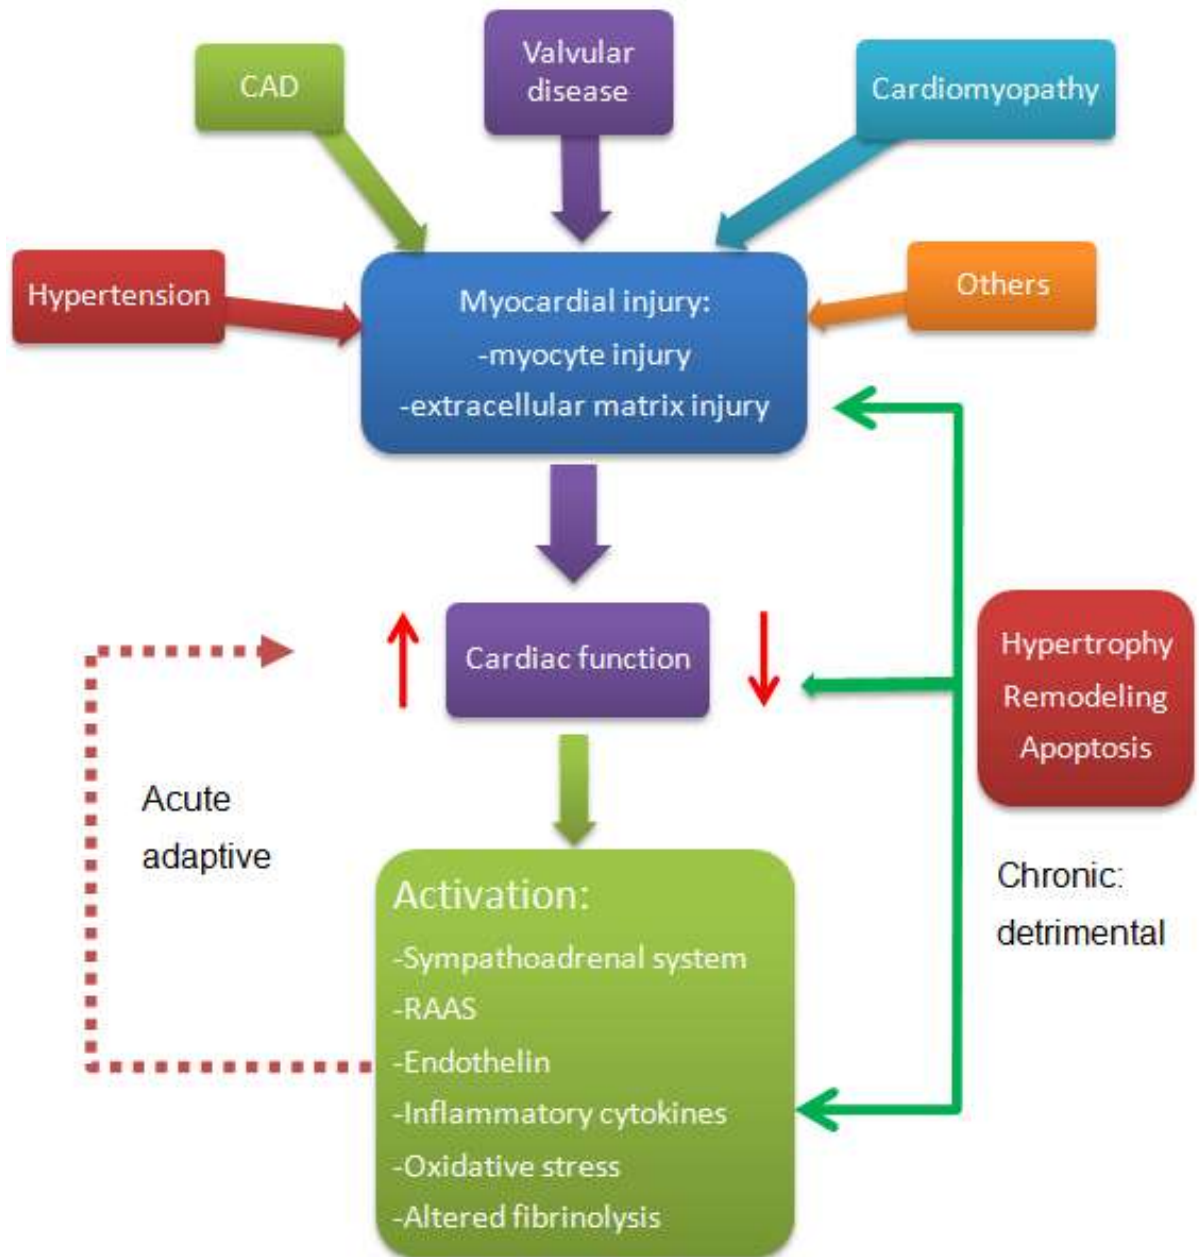 CAD
Valvular
disease
Cardiomyopathy
Hypertension
Others
Myocardial injury:
-myocyte injury
-extracellular matrix injury
Cardiac function
Hypertrophy
Remodeling
Apoptosis
Acute
adaptive
Chronic:
detrimental
Activation:
-Sympathoadrenal system
-RAAS
-Endothelin
-Inflammatory cytokines
-Oxidative stress
-Altered fibrinolysis